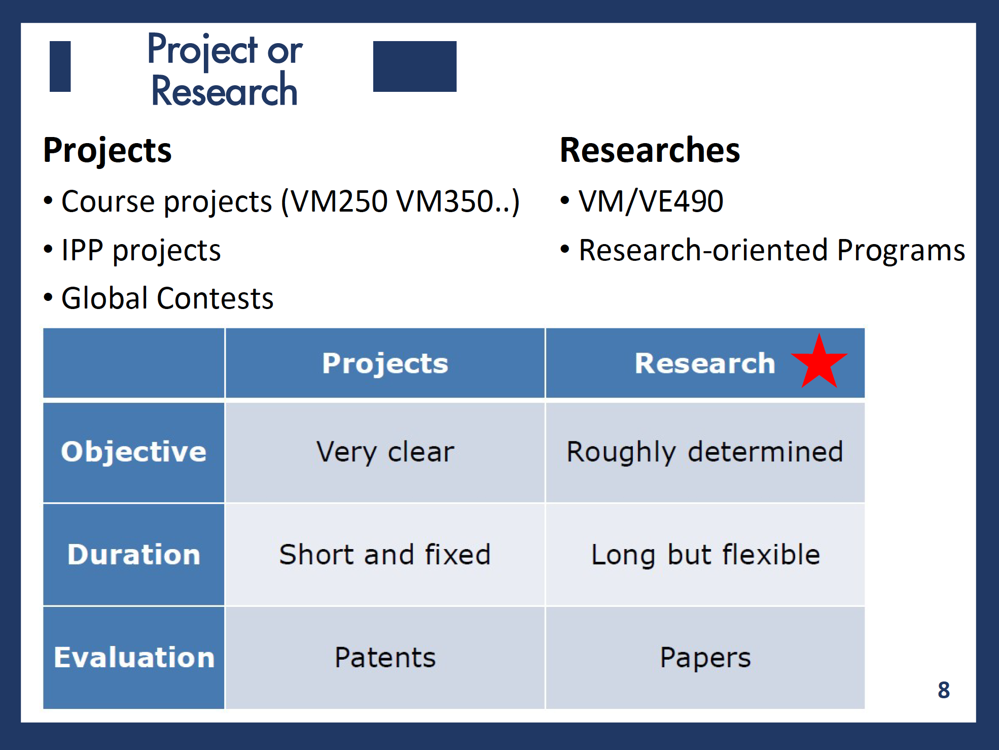 Project or
Research
Projects
• Course projects (VM250 VM350..)
• IPP projects
• Global Contests
Researches
• VM/VE490
• Research-oriented Programs
Projects
Research
Objective
Very clear
Roughly determined
Duration
Short and fixed
Long but flexible
Evaluation
Patents
Papers
8